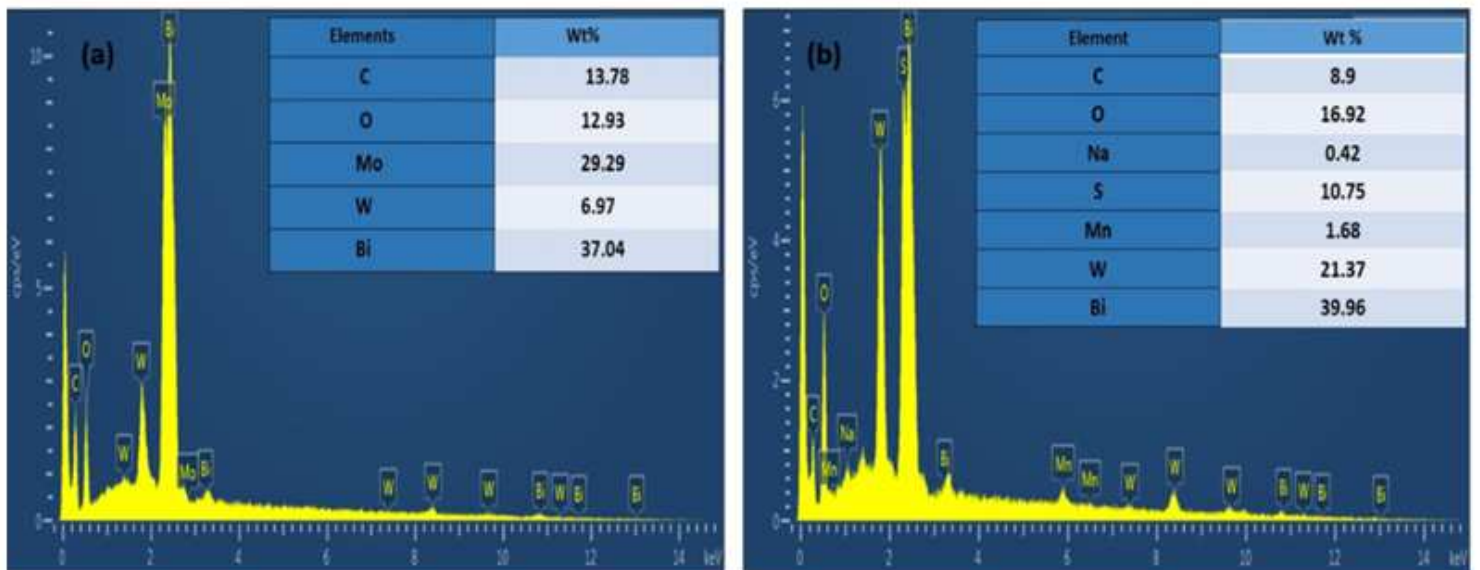 (a)
Elements Wt%
C 13.78
O 12.93
Mo 29.29
W 6.97
Bi 37.04
Bi
Mo
C
O
W
W
Mo
Bi
W
W
W
Bi
W
Bi
Bi
cps/eV
0 2 4 6 8 10 12 14 keV
(b)
Element Wt %
C 8.9
O 16.92
Na 0.42
S 10.75
Mn 1.68
W 21.37
Bi 39.96
Bi
S
W
O
C
Mn
Na
Bi
Mn
Mn
W
W
W
Bi
W
Bi
Bi
cps/eV
0 2 4 6 8 10 12 14 keV